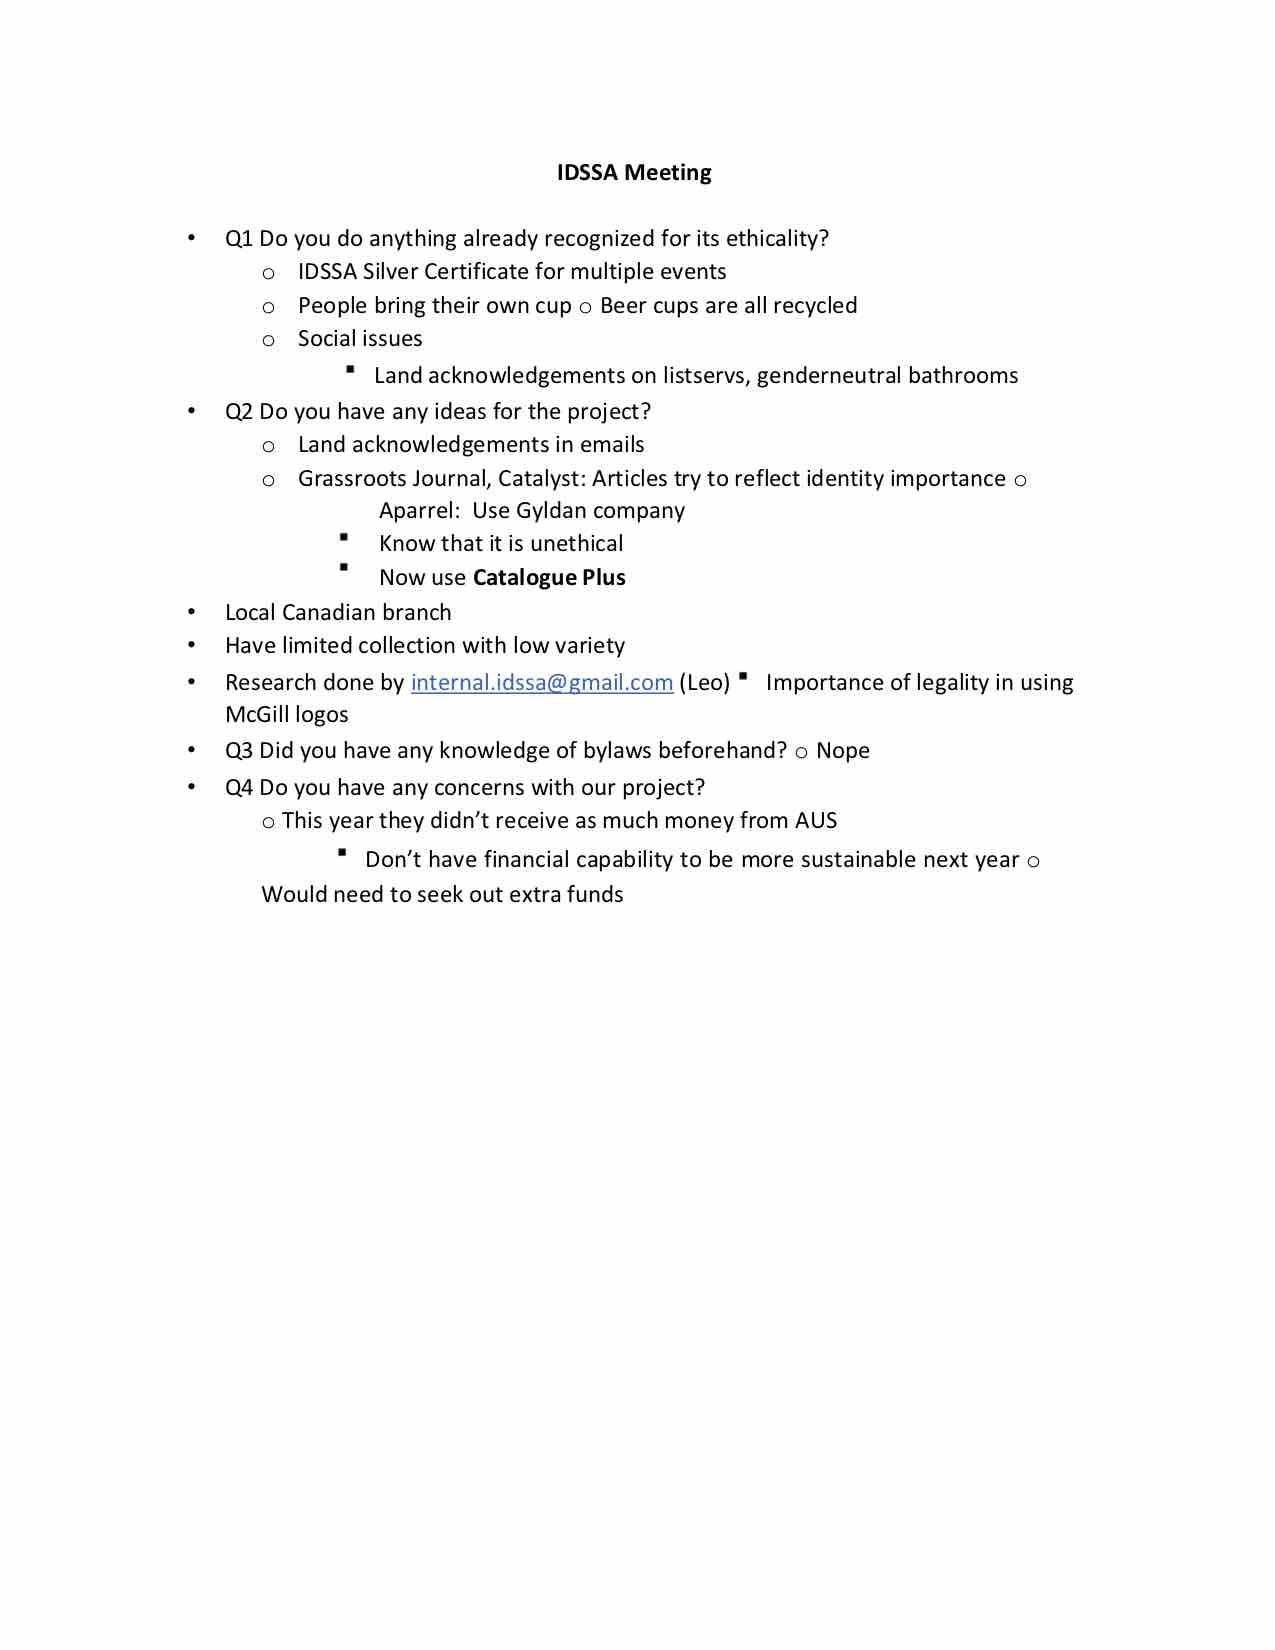 IDSSA Meeting
• Q1 Do you do anything already recognized for its ethicality?
o IDSSA Silver Certificate for multiple events
o People bring their own cup o Beer cups are all recycled
o Social issues
▪ Land acknowledgements on listservs, genderneutral bathrooms
• Q2 Do you have any ideas for the project?
o Land acknowledgements in emails
o Grassroots Journal, Catalyst: Articles try to reflect identity importance o
Aparrel: Use Gyldan company
▪ Know that it is unethical
▪ Now use Catalogue Plus
• Local Canadian branch
• Have limited collection with low variety
• Research done by internal.idssa@gmail.com (Leo) ▪ Importance of legality in using
McGill logos
• Q3 Did you have any knowledge of bylaws beforehand? o Nope
• Q4 Do you have any concerns with our project?
o This year they didn’t receive as much money from AUS
▪ Don’t have financial capability to be more sustainable next year o
Would need to seek out extra funds